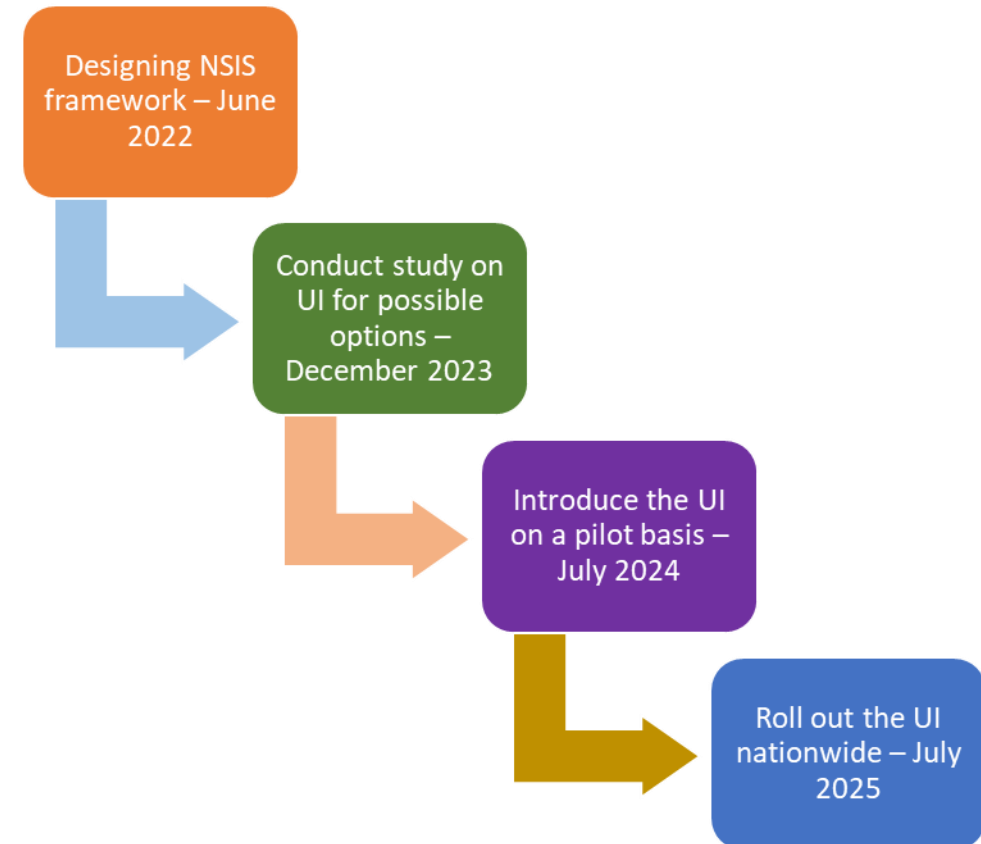 Designing NSIS
framework – June
2022
Conduct study on
UI for possible
options –
December 2023
Introduce the UI
on a pilot basis –
July 2024
Roll out the UI
nationwide – July
2025